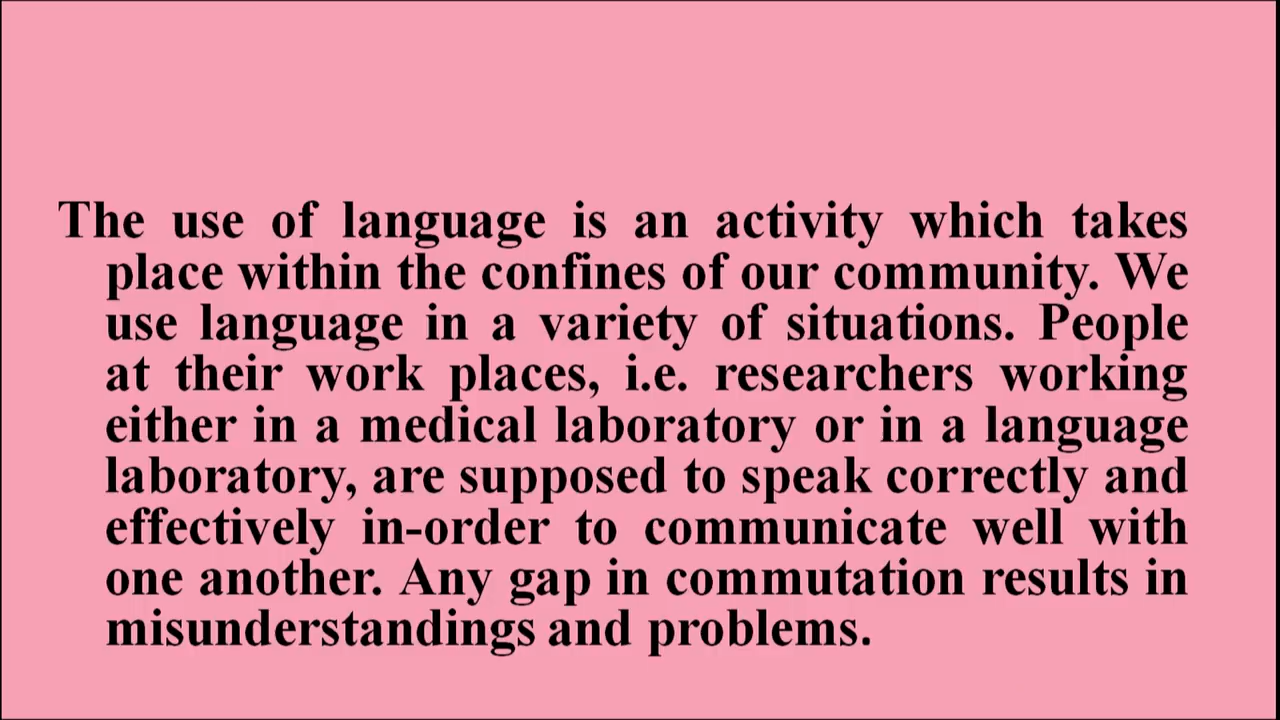 The use of language is an activity which takes
place within the confines of our community. We
use language in a variety of situations. People
at their work places, i.e. researchers working
either in a medical laboratory or in a language
laboratory, are supposed to speak correctly and
effectively in-order to communicate well with
one another. Any gap in commutation results in
misunderstandings and problems.